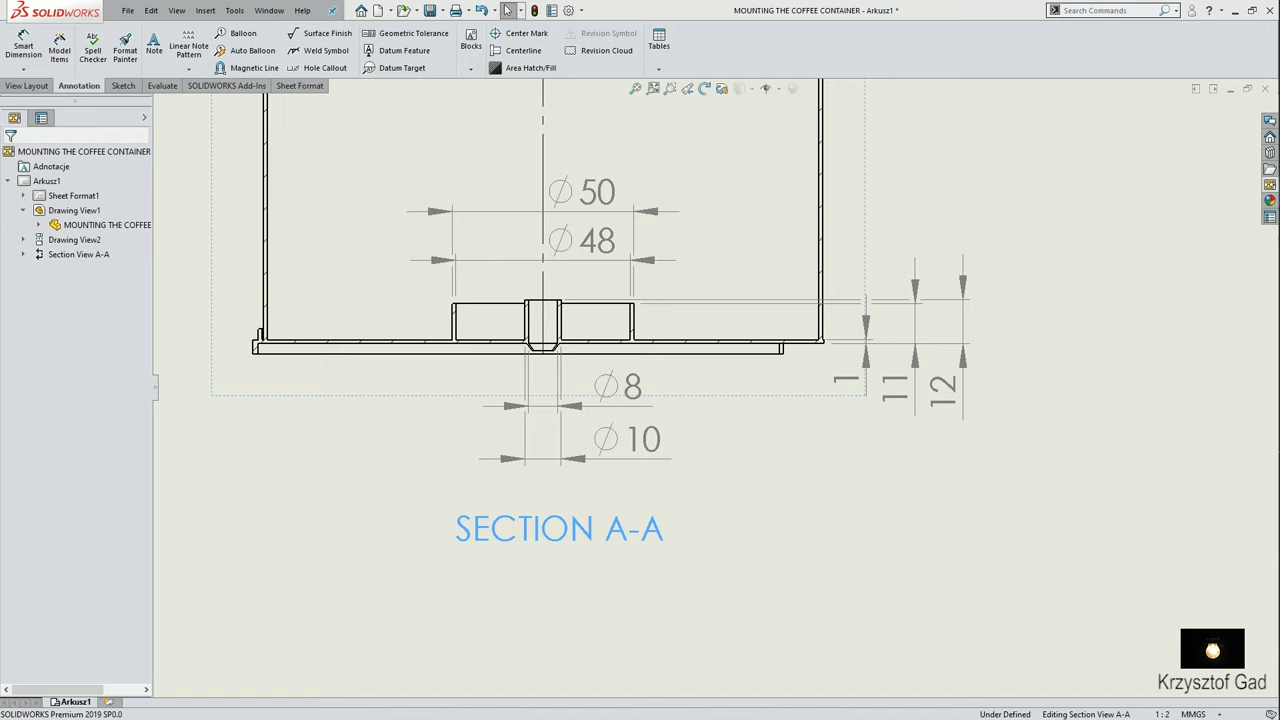 SOLIDWORKS
File
Edit
View
Insert
Tools
Window
Help
MOUNTING THE COFFEE CONTAINER - Arkusz1 *
Search Commands
?
Smart
Dimension
Model
Items
Spell
Checker
Format
Painter
Note
Linear Note
Pattern
Balloon
Auto Balloon
Magnetic Line
Surface Finish
Weld Symbol
Hole Callout
Geometric Tolerance
Datum Feature
Datum Target
Blocks
Center Mark
Centerline
Area Hatch/Fill
Revision Symbol
Revision Cloud
Tables
View Layout
Annotation
Sketch
Evaluate
SOLIDWORKS Add-Ins
Sheet Format
MOUNTING THE COFFEE CONTAINER
Adnotacje
Arkusz1
Sheet Format1
Drawing View1
MOUNTING THE COFFEE
Drawing View2
Section View A-A
∅50
∅48
∅8
∅10
1
11
12
SECTION A-A
Krzysztof Gad
Arkusz1
SOLIDWORKS Premium 2019 SP0.0
Under Defined
Editing Section View A-A
1 : 2
MMGS